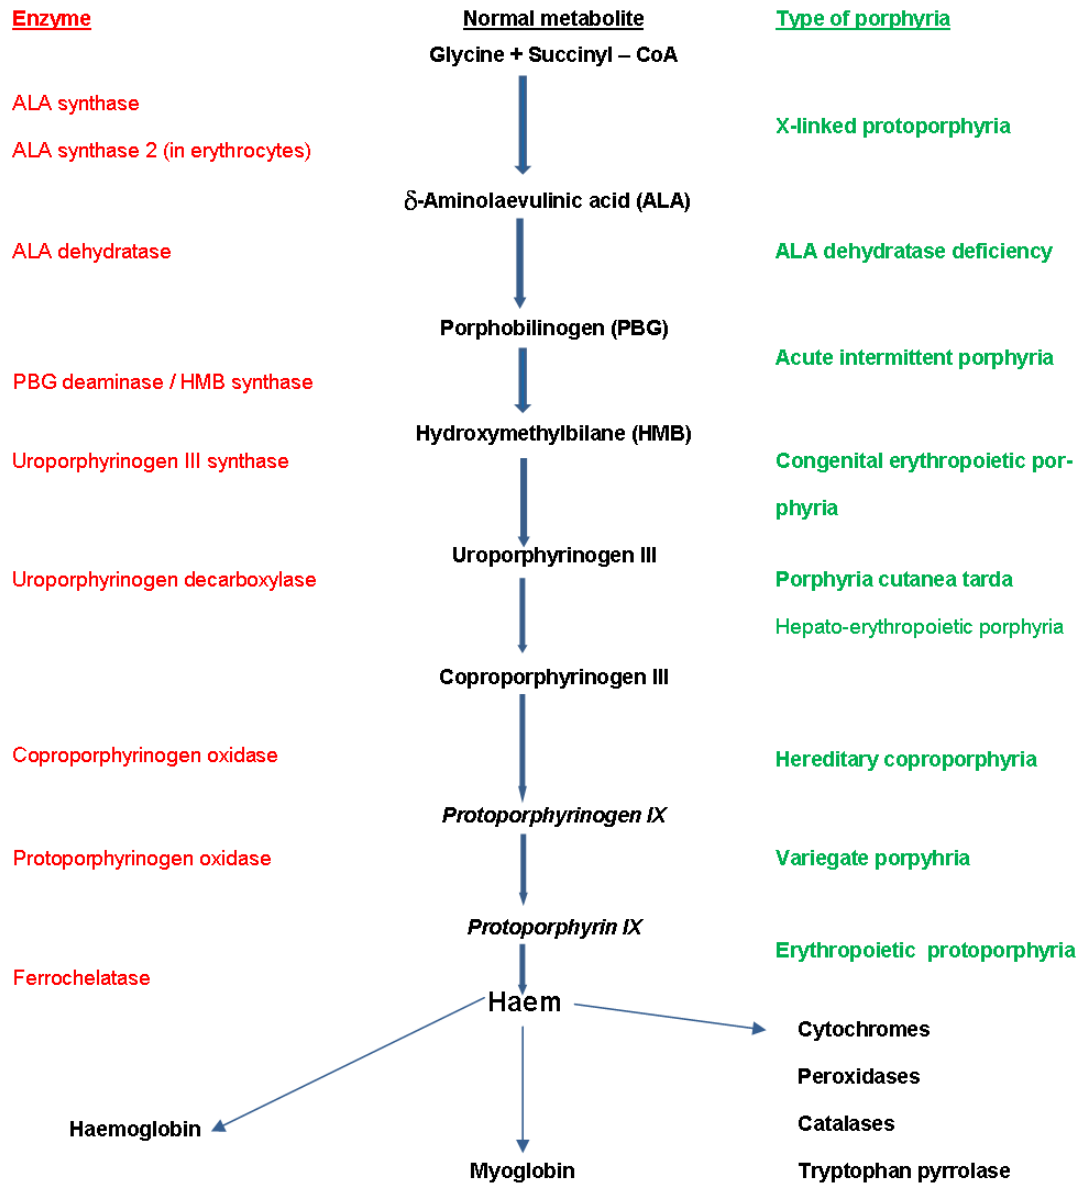 Enzyme
Normal metabolite
Type of porphyria
Glycine + Succinyl – CoA
ALA synthase
X-linked protoporphyria
ALA synthase 2 (in erythrocytes)
δ-Aminolaevulinic acid (ALA)
ALA dehydratase
ALA dehydratase deficiency
Porphobilinogen (PBG)
Acute intermittent porphyria
PBG deaminase / HMB synthase
Hydroxymethylbilane (HMB)
Uroporphyrinogen III synthase
Congenital erythropoietic por-
phyria
Uroporphyrinogen III
Uroporphyrinogen decarboxylase
Porphyria cutanea tarda
Hepato-erythropoietic porphyria
Coproporphyrinogen III
Coproporphyrinogen oxidase
Hereditary coproporphyria
Protoporphyrinogen IX
Protoporphyrinogen oxidase
Variegate porpyhria
Protoporphyrin IX
Erythropoietic protoporphyria
Ferrochelatase
Haem
Cytochromes
Peroxidases
Catalases
Tryptophan pyrrolase
Haemoglobin
Myoglobin